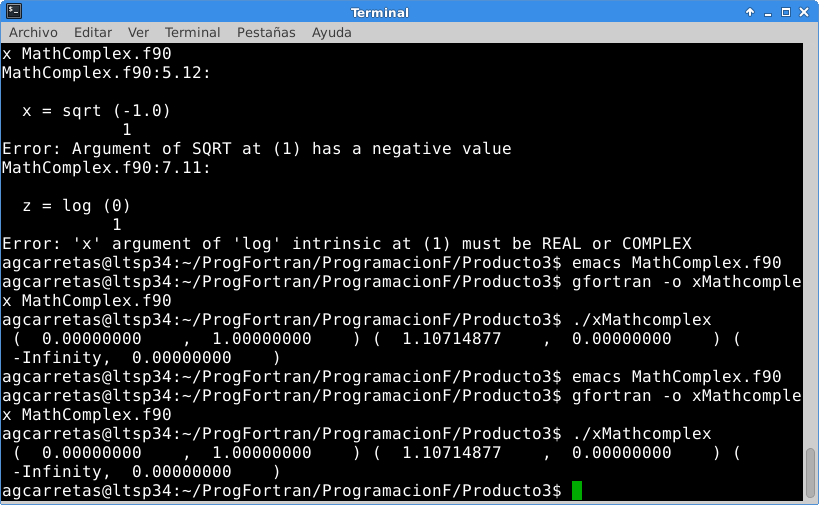 Terminal
Archivo Editar Ver Terminal Pestañas Ayuda
x MathComplex.f90
MathComplex.f90:5.12:
x = sqrt (-1.0)
1
Error: Argument of SQRT at (1) has a negative value
MathComplex.f90:7.11:
z = log (0)
1
Error: 'x' argument of 'log' intrinsic at (1) must be REAL or COMPLEX
agcarretas@ltsp34:~/ProgFortran/ProgramacionF/Producto3$ emacs MathComplex.f90
agcarretas@ltsp34:~/ProgFortran/ProgramacionF/Producto3$ gfortran -o xMathcomple
x MathComplex.f90
agcarretas@ltsp34:~/ProgFortran/ProgramacionF/Producto3$ ./xMathcomplex
(  0.00000000    ,  1.00000000    ) (  1.10714877    ,  0.00000000    ) (
-Infinity,  0.00000000    )
agcarretas@ltsp34:~/ProgFortran/ProgramacionF/Producto3$ emacs MathComplex.f90
agcarretas@ltsp34:~/ProgFortran/ProgramacionF/Producto3$ gfortran -o xMathcomple
x MathComplex.f90
agcarretas@ltsp34:~/ProgFortran/ProgramacionF/Producto3$ ./xMathcomplex
(  0.00000000    ,  1.00000000    ) (  1.10714877    ,  0.00000000    ) (
-Infinity,  0.00000000    )
agcarretas@ltsp34:~/ProgFortran/ProgramacionF/Producto3$